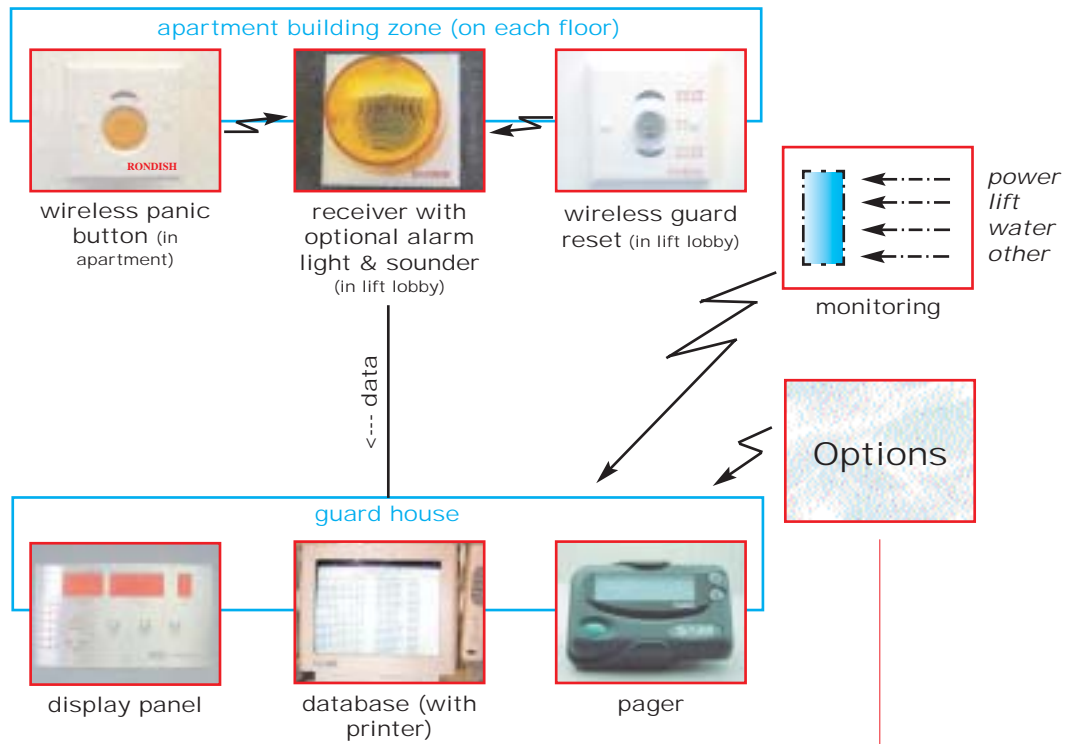 apartment building zone (on each floor)
RONDISH
wireless panic
button (in
apartment)
receiver with
optional alarm
light & sounder
(in lift lobby)
wireless guard
reset (in lift lobby)
power
lift
water
other
monitoring
<--- data
Options
guard house
display panel
database (with
printer)
pager